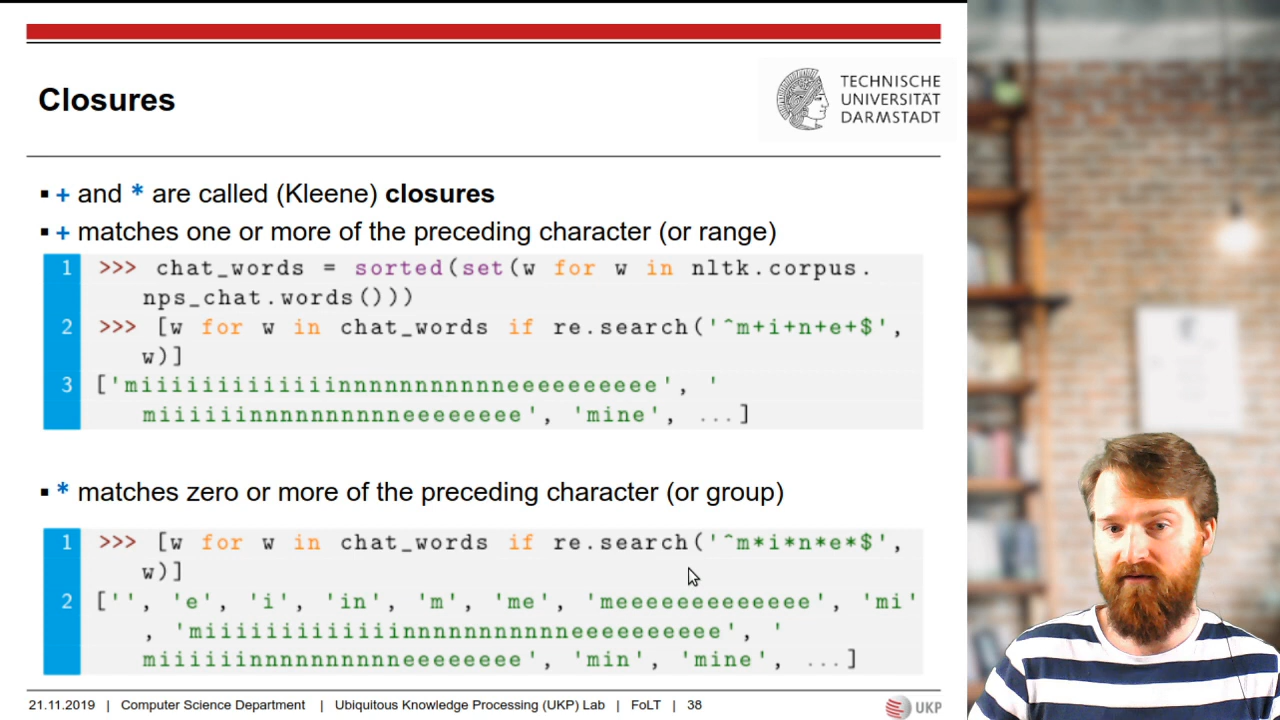 Closures
TECHNISCHE
UNIVERSITÄT
DARMSTADT
▪ + and * are called (Kleene) closures
▪ + matches one or more of the preceding character (or range)
1 >>> chat_words = sorted(set(w for w in nltk.corpus.
nps_chat.words()))
2 >>> [w for w in chat_words if re.search('^m+i+n+e+$',
w)]
3 ['miiiiiiiiiiiiinnnnnnnnnnneeeeeeeeee', '
miiiiiinnnnnnnnnneeeeeeee', 'mine', ...]
▪ * matches zero or more of the preceding character (or group)
1 >>> [w for w in chat_words if re.search('^m*i*n*e*$',
w)]
2 ['', 'e', 'i', 'in', 'm', 'me', 'meeeeeeeeeeeee', 'mi'
, 'miiiiiiiiiiiiinnnnnnnnnnneeeeeeeeee', '
miiiiiinnnnnnnnnneeeeeeee', 'min', 'mine', ...]
21.11.2019 | Computer Science Department | Ubiquitous Knowledge Processing (UKP) Lab | FoLT | 38
UKP